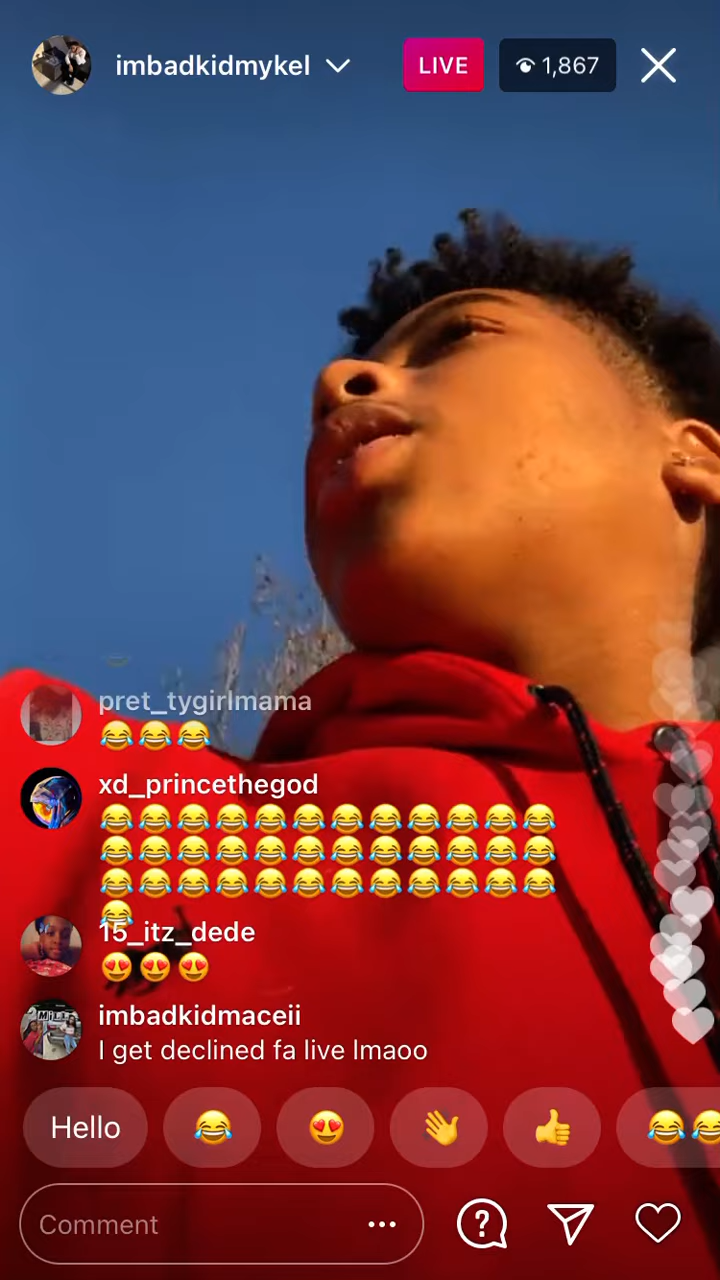 imbadkidmykel
LIVE
1,867
pret_tygirlmama
😂😂😂
xd_princethegod
😂😂😂😂😂😂😂😂😂😂😂😂
😂😂😂😂😂😂😂😂😂😂😂😂
😂😂😂😂😂😂😂😂😂😂😂😂
😂
15_itz_dede
😍😍😍
imbadkidmaceii
I get declined fa live lmaoo
Hello 😂 😍 👋 👍 😂😂
Comment